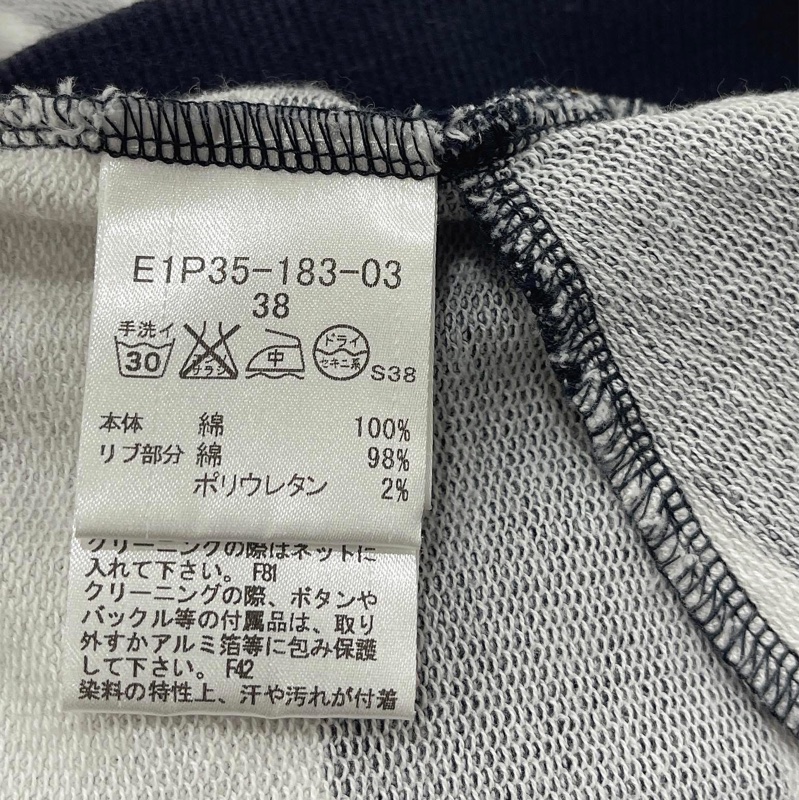 E1P35-183-03
38
手洗イ
30
サラシ
中
ドライ
セキユ系
S38
本体 綿 100%
リブ部分 綿 98%
ポリウレタン 2%
クリーニングの際はネットに
入れて下さい。 F81
クリーニングの際、ボタンや
バックル等の付属品は、取り
外すかアルミ箔等に包み保護
して下さい。 F42
染料の特性上、汗や汚れが付着